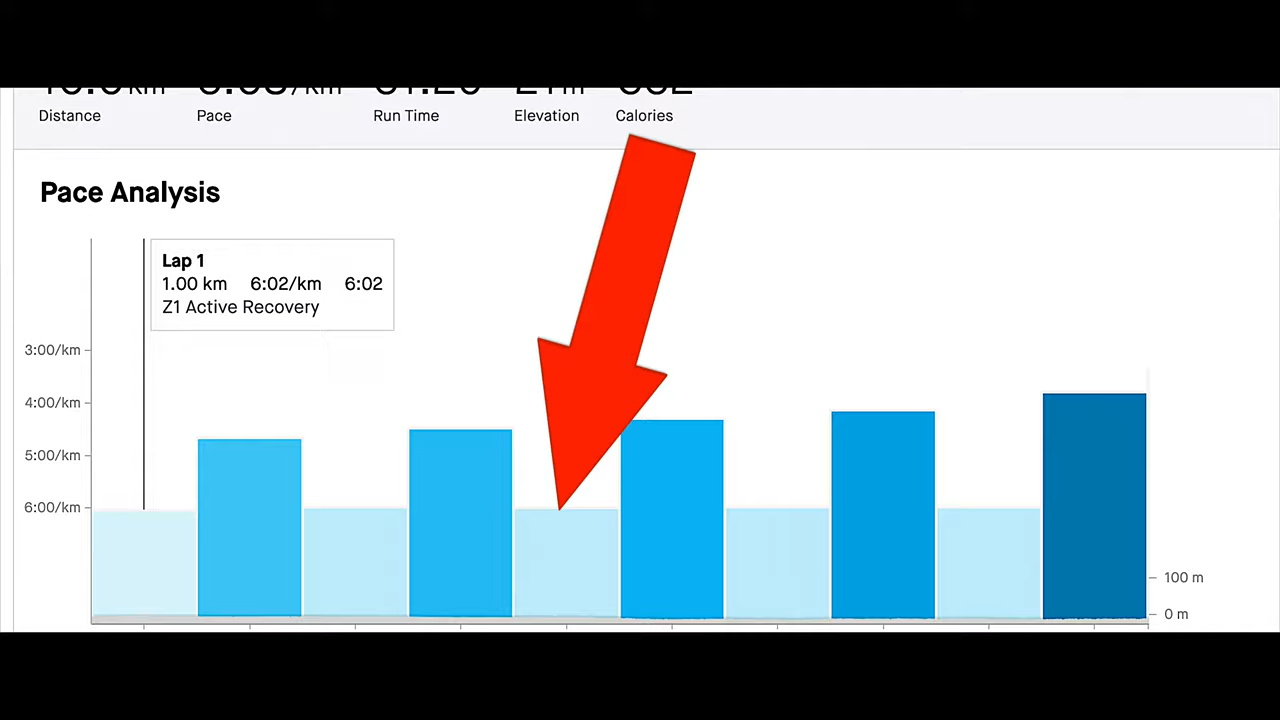 Distance Pace Run Time Elevation Calories
Pace Analysis
Lap 1
1.00 km 6:02/km 6:02
Z1 Active Recovery
3:00/km
4:00/km
5:00/km
6:00/km
100 m
0 m